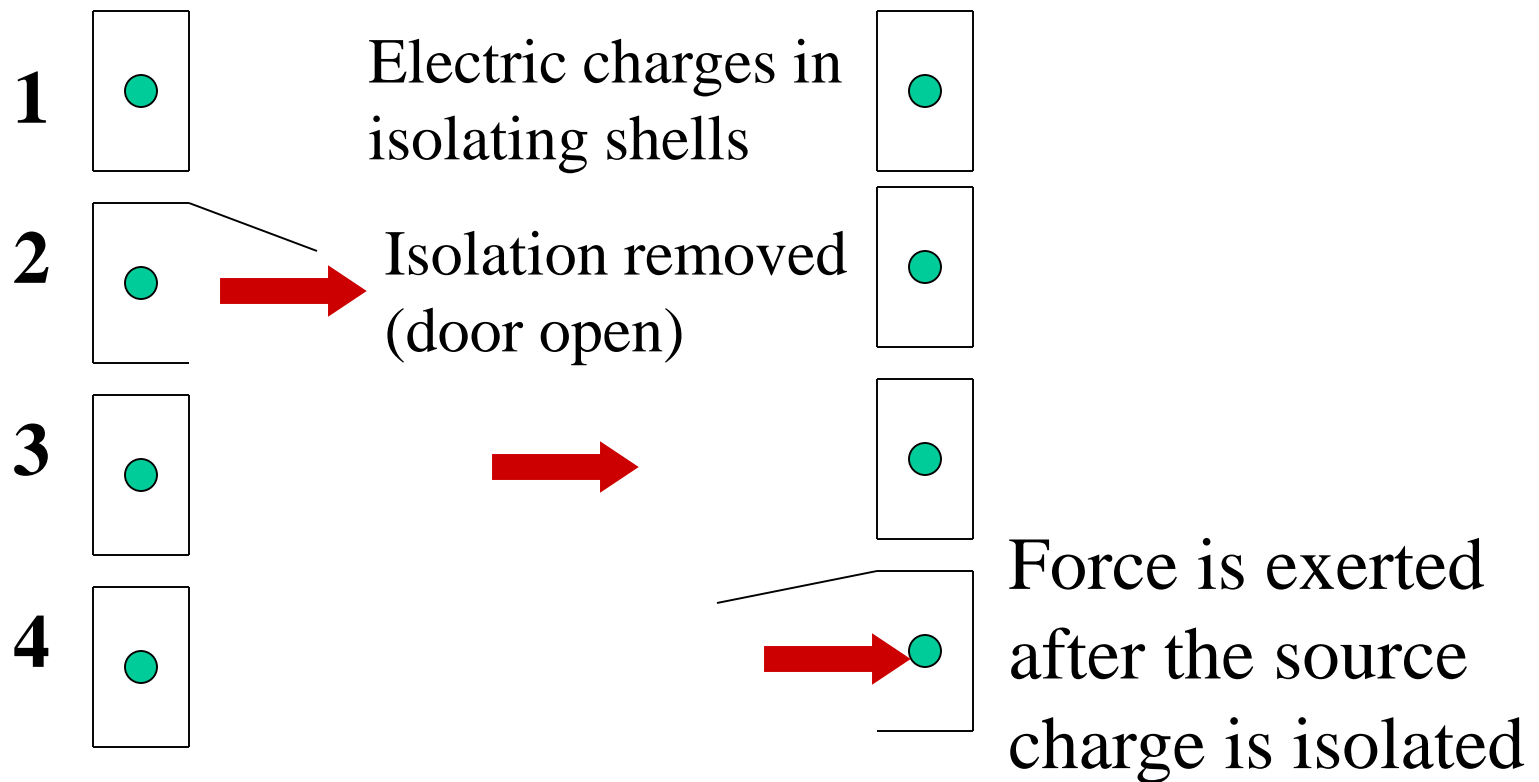 1
Electric charges in
isolating shells
2
Isolation removed
(door open)
3
4
Force is exerted
after the source
charge is isolated